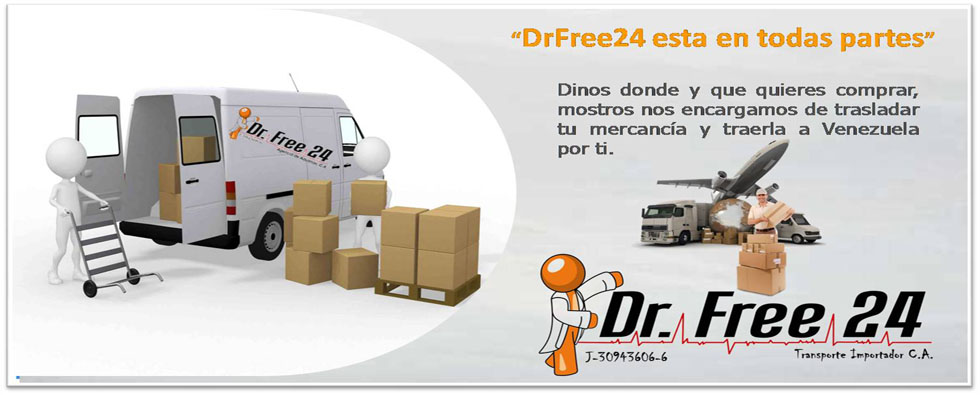 “DrFree24 esta en todas partes”
Dinos donde y que quieres comprar,
mostros nos encargamos de trasladar
tu mercancía y traerla a Venezuela
por ti.
Dr. Free 24
Dr. Free 24
J-30943606-6
Transporte Importador C.A.